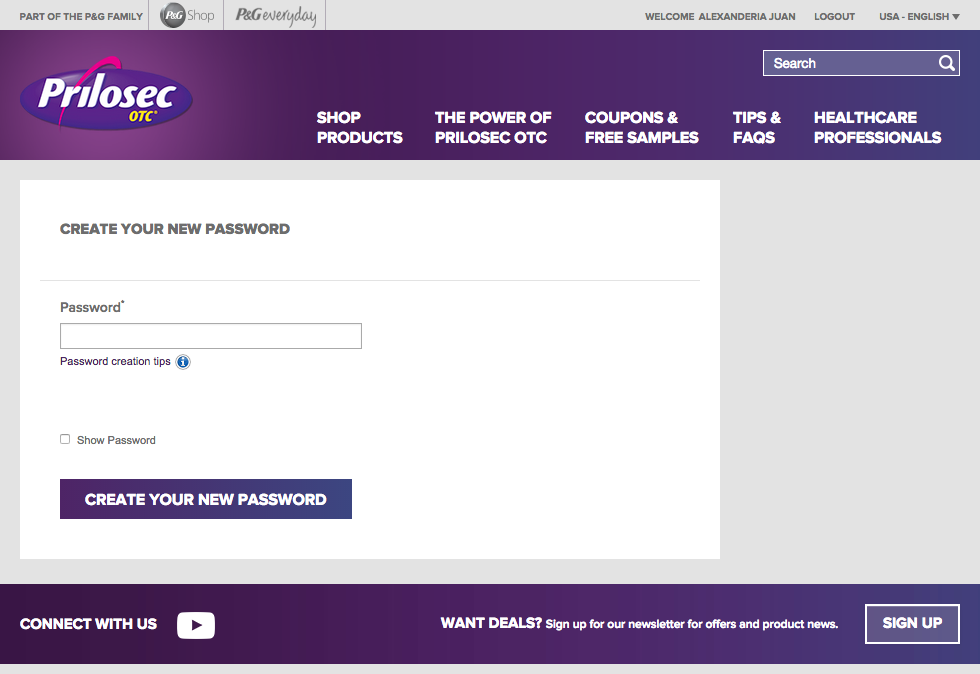 PART OF THE P&G FAMILY
P&G Shop
P&G everyday
WELCOME ALEXANDERIA JUAN
LOGOUT
USA - ENGLISH
Prilosec
OTC
Search
SHOP
PRODUCTS
THE POWER OF
PRILOSEC OTC
COUPONS &
FREE SAMPLES
TIPS &
FAQS
HEALTHCARE
PROFESSIONALS
CREATE YOUR NEW PASSWORD
Password*
Password creation tips
Show Password
CREATE YOUR NEW PASSWORD
CONNECT WITH US
WANT DEALS? Sign up for our newsletter for offers and product news.
SIGN UP